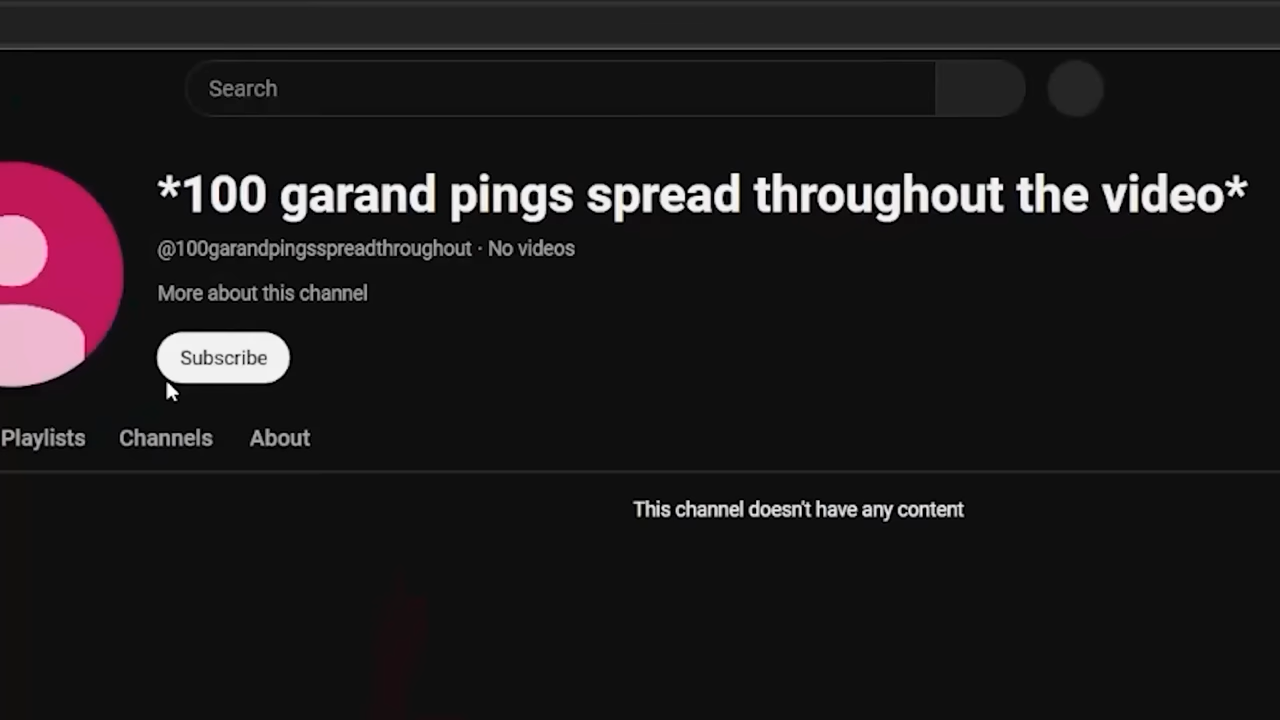 Search
*100 garand pings spread throughout the video*
@100garandpingsspreadthroughout · No videos
More about this channel
Subscribe
Playlists Channels About
This channel doesn't have any content